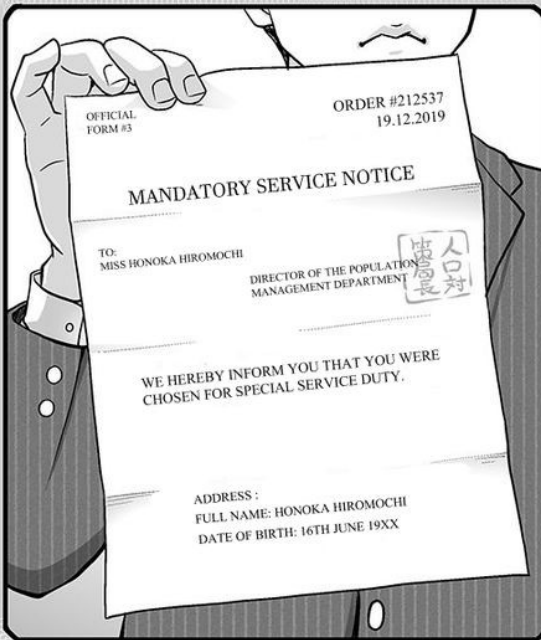 OFFICIAL
FORM #3
ORDER #212537
19.12.2019
MANDATORY SERVICE NOTICE
TO:
MISS HONOKA HIROMOCHI
DIRECTOR OF THE POPULATION
MANAGEMENT DEPARTMENT
人口対
策局長
WE HEREBY INFORM YOU THAT YOU WERE
CHOSEN FOR SPECIAL SERVICE DUTY.
ADDRESS :
FULL NAME: HONOKA HIROMOCHI
DATE OF BIRTH: 16TH JUNE 19XX